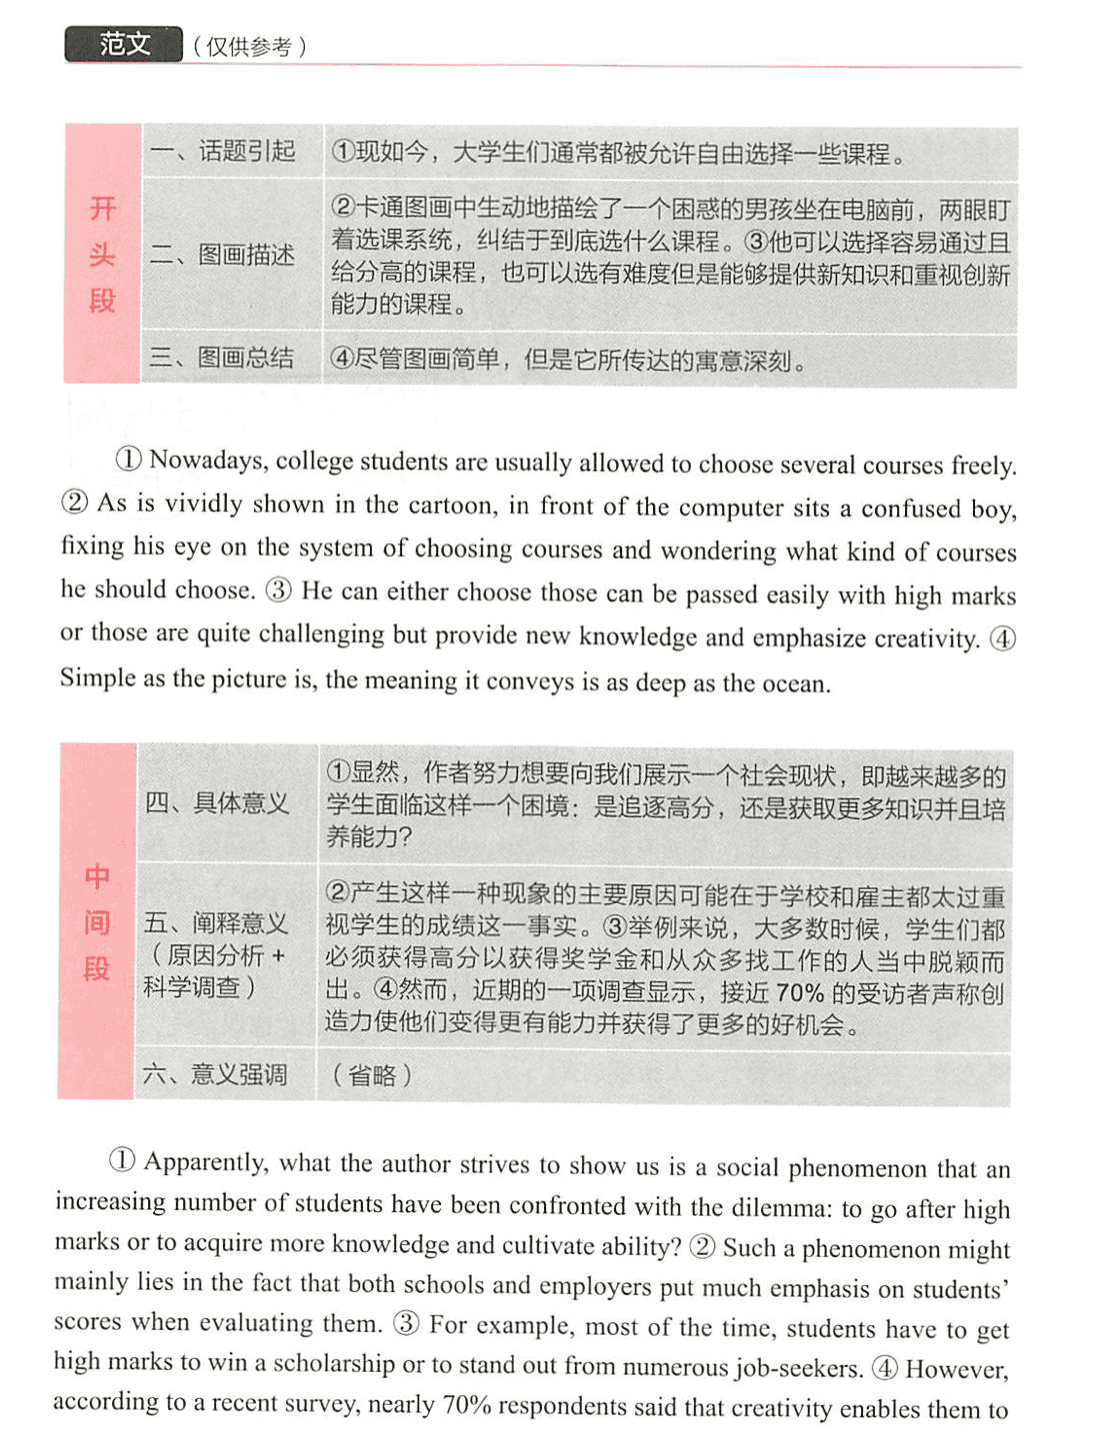 范文（仅供参考）
开头段
一、话题引起 ①现如今，大学生们通常都被允许自由选择一些课程。
二、图画描述 ②卡通图画中生动地描绘了一个困惑的男孩坐在电脑前，两眼盯
着选课系统，纠结于到底选什么课程。③他可以选择容易通过且
给分高的课程，也可以选有难度但是能够提供新知识和重视创新
能力的课程。
三、图画总结 ④尽管图画简单，但是它所传达的寓意深刻。
① Nowadays, college students are usually allowed to choose several courses freely.
② As is vividly shown in the cartoon, in front of the computer sits a confused boy,
fixing his eye on the system of choosing courses and wondering what kind of courses
he should choose. ③ He can either choose those can be passed easily with high marks
or those are quite challenging but provide new knowledge and emphasize creativity. ④
Simple as the picture is, the meaning it conveys is as deep as the ocean.
中间段
四、具体意义 ①显然，作者努力想要向我们展示一个社会现状，即越来越多的
学生面临这样一个困境：是追逐高分，还是获取更多知识并且培
养能力？
五、阐释意义
（原因分析 +
科学调查）
②产生这样一种现象的主要原因可能在于学校和雇主都太过重
视学生的成绩这一事实。③举例来说，大多数时候，学生们都
必须获得高分以获得奖学金和从众多找工作的人当中脱颖而
出。④然而，近期的一项调查显示，接近 70% 的受访者声称创
造力使他们变得更有能力并获得了更多的好机会。
六、意义强调 （省略）
① Apparently, what the author strives to show us is a social phenomenon that an
increasing number of students have been confronted with the dilemma: to go after high
marks or to acquire more knowledge and cultivate ability? ② Such a phenomenon might
mainly lies in the fact that both schools and employers put much emphasis on students'
scores when evaluating them. ③ For example, most of the time, students have to get
high marks to win a scholarship or to stand out from numerous job-seekers. ④ However,
according to a recent survey, nearly 70% respondents said that creativity enables them to